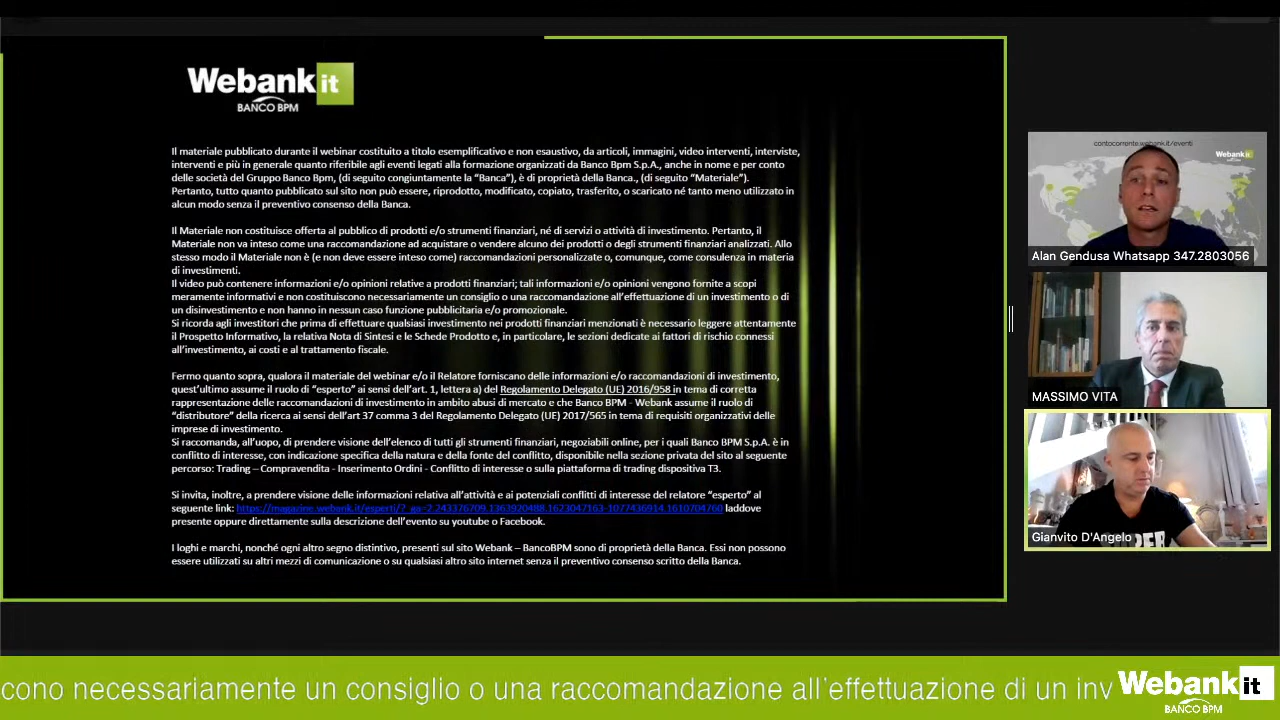 Webank it
BANCO BPM
Il materiale pubblicato durante il webinar costituito a titolo esemplificativo e non esaustivo, da articoli, immagini, video interventi, interviste,
interventi e più in generale quanto riferibile agli eventi legati alla formazione organizzati da Banco Bpm S.p.A., anche in nome e per conto
delle società del Gruppo Banco Bpm, (di seguito congiuntamente la “Banca”), è di proprietà della Banca., (di seguito “Materiale”).
Pertanto, tutto quanto pubblicato sul sito non può essere, riprodotto, modificato, copiato, trasferito, o scaricato né tanto meno utilizzato in
alcun modo senza il preventivo consenso della Banca.
Il Materiale non costituisce offerta al pubblico di prodotti e/o strumenti finanziari, né di servizi o attività di investimento. Pertanto, il
Materiale non va inteso come una raccomandazione ad acquistare o vendere alcuno dei prodotti o degli strumenti finanziari analizzati. Allo
stesso modo il Materiale non è (e non deve essere inteso come) raccomandazioni personalizzate o, comunque, come consulenza in materia
di investimenti.
Il video può contenere informazioni e/o opinioni relative a prodotti finanziari; tali informazioni e/o opinioni vengono fornite a scopi
meramente informativi e non costituiscono necessariamente un consiglio o una raccomandazione all’effettuazione di un investimento o di
un disinvestimento e non hanno in nessun caso funzione pubblicitaria e/o promozionale.
Si ricorda agli investitori che prima di effettuare qualsiasi investimento nei prodotti finanziari menzionati è necessario leggere attentamente
il Prospetto Informativo, la relativa Nota di Sintesi e le Schede Prodotto e, in particolare, le sezioni dedicate ai fattori di rischio connessi
all’investimento, ai costi e al trattamento fiscale.
Fermo quanto sopra, qualora il materiale del webinar e/o il Relatore forniscano delle informazioni e/o raccomandazioni di investimento,
quest’ultimo assume il ruolo di “esperto” ai sensi dell’art. 1, lettera a) del Regolamento Delegato (UE) 2016/958 in tema di corretta
rappresentazione delle raccomandazioni di investimento in ambito abusi di mercato e che Banco BPM - Webank assume il ruolo di
“distributore” della ricerca ai sensi dell’art 37 comma 3 del Regolamento Delegato (UE) 2017/565 in tema di requisiti organizzativi delle
imprese di investimento.
Si raccomanda, all’uopo, di prendere visione dell’elenco di tutti gli strumenti finanziari, negoziabili online, per i quali Banco BPM S.p.A. è in
conflitto di interesse, con indicazione specifica della natura e della fonte del conflitto, disponibile nella sezione privata del sito al seguente
percorso: Trading – Compravendita - Inserimento Ordini - Conflitto di interesse o sulla piattaforma di trading dispositiva T3.
Si invita, inoltre, a prendere visione delle informazioni relativa all’attività e ai potenziali conflitti di interesse del relatore “esperto” al
seguente link: https://magazine.webank.it/esperti/?_ga=2.243376709.1363920488.1623047163-1077436914.1610704760 laddove
presente oppure direttamente sulla descrizione dell’evento su youtube o Facebook.
I loghi e marchi, nonché ogni altro segno distintivo, presenti sul sito Webank – BancoBPM sono di proprietà della Banca. Essi non possono
essere utilizzati su altri mezzi di comunicazione o su qualsiasi altro sito internet senza il preventivo consenso scritto della Banca.
contocorrente.webank.it/eventi
Webank it
Alan Gendusa Whatsapp 347.2803056
MASSIMO VITA
Gianvito D'Angelo
cono necessariamente un consiglio o una raccomandazione all'effettuazione di un inv
Webank it
BANCO BPM